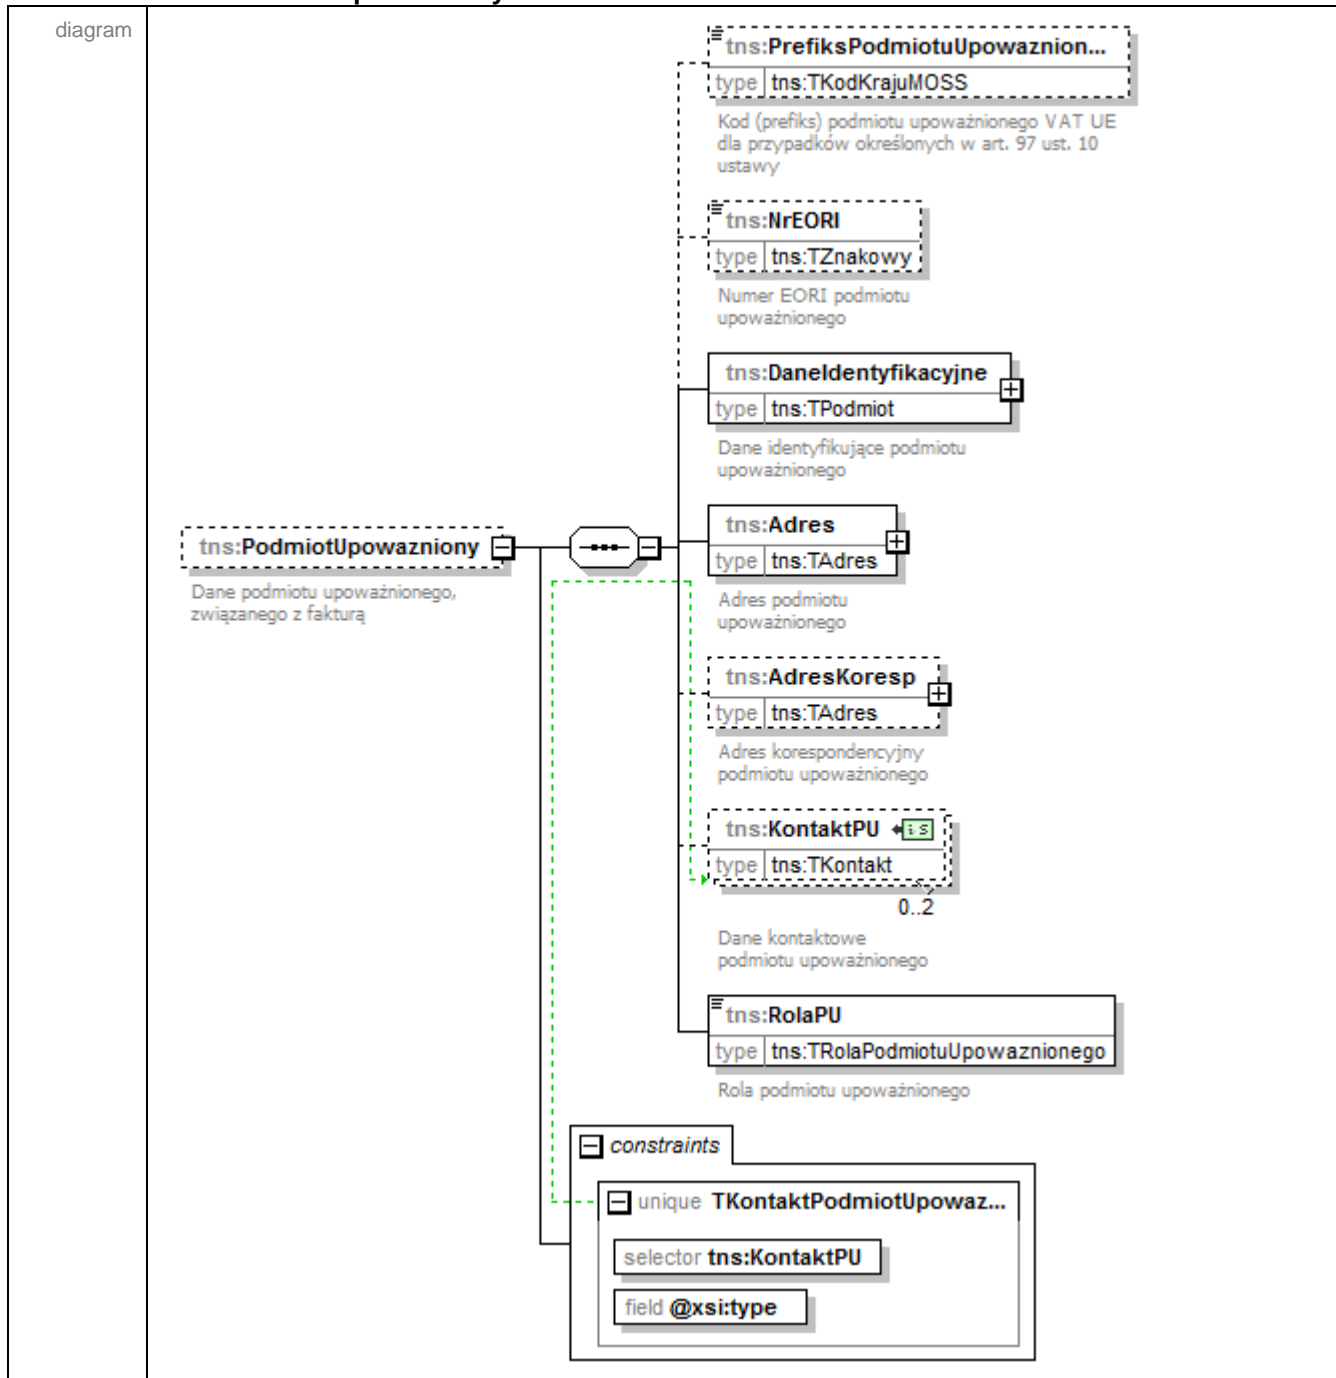 diagram
tns:PrefiksPodmiotuUpowaznion...
type tns:TKodKrajuMOSS
Kod (prefiks) podmiotu upoważnionego VAT UE
dla przypadków określonych w art. 97 ust. 10
ustawy
tns:NrEORI
type tns:TZnakowy
Numer EORI podmiotu
upoważnionego
tns:DaneIdentyfikacyjne
type tns:TPodmiot
Dane identyfikujące podmiotu
upoważnionego
tns:PodmiotUpowazniony
Dane podmiotu upoważnionego,
związanego z fakturą
tns:Adres
type tns:TAdres
Adres podmiotu
upoważnionego
tns:AdresKoresp
type tns:TAdres
Adres korespondencyjny
podmiotu upoważnionego
tns:KontaktPU is
type tns:TKontakt
0..2
Dane kontaktowe
podmiotu upoważnionego
tns:RolaPU
type tns:TRolaPodmiotuUpowaznionego
Rola podmiotu upoważnionego
constraints
unique TKontaktPodmiotUpowaz...
selector tns:KontaktPU
field @xsi:type